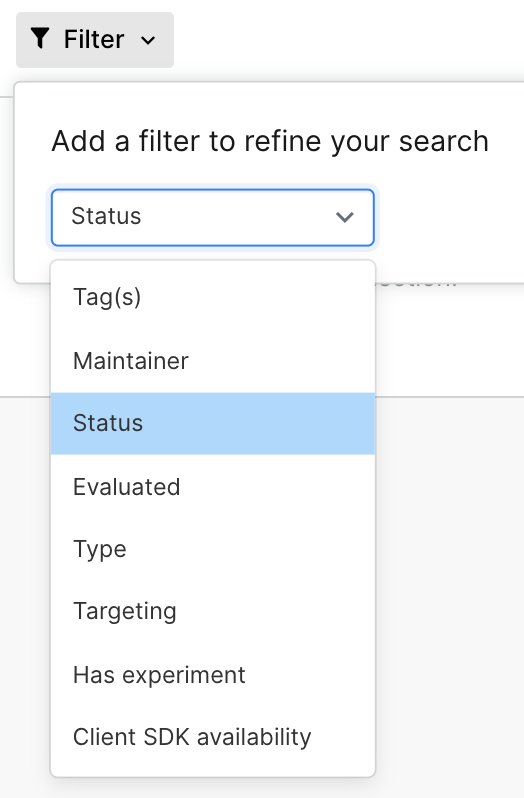 Filter
Add a filter to refine your search
Status
Tag(s)
Maintainer
Status
Evaluated
Type
Targeting
Has experiment
Client SDK availability